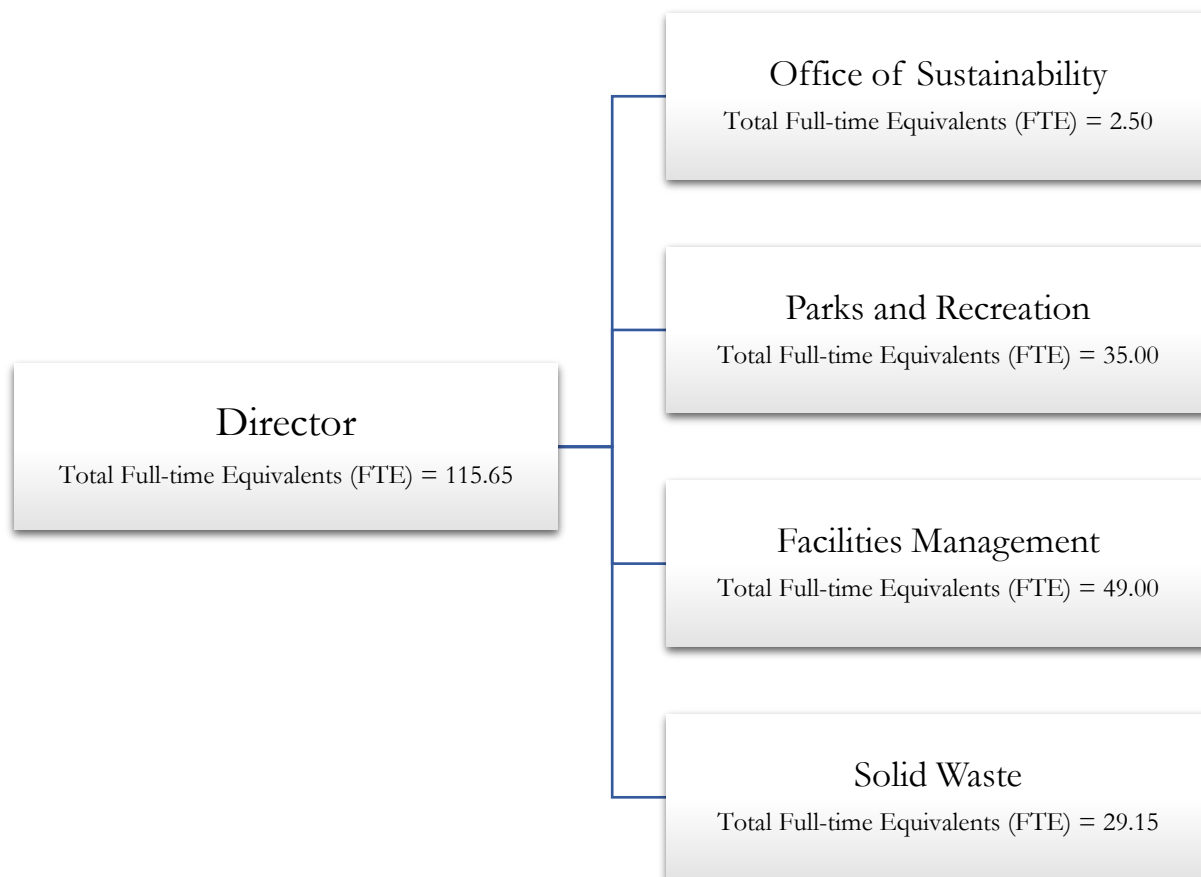 Office of Sustainability
Total Full-time Equivalents (FTE) = 2.50
Parks and Recreation
Total Full-time Equivalents (FTE) = 35.00
Director
Total Full-time Equivalents (FTE) = 115.65
Facilities Management
Total Full-time Equivalents (FTE) = 49.00
Solid Waste
Total Full-time Equivalents (FTE) = 29.15